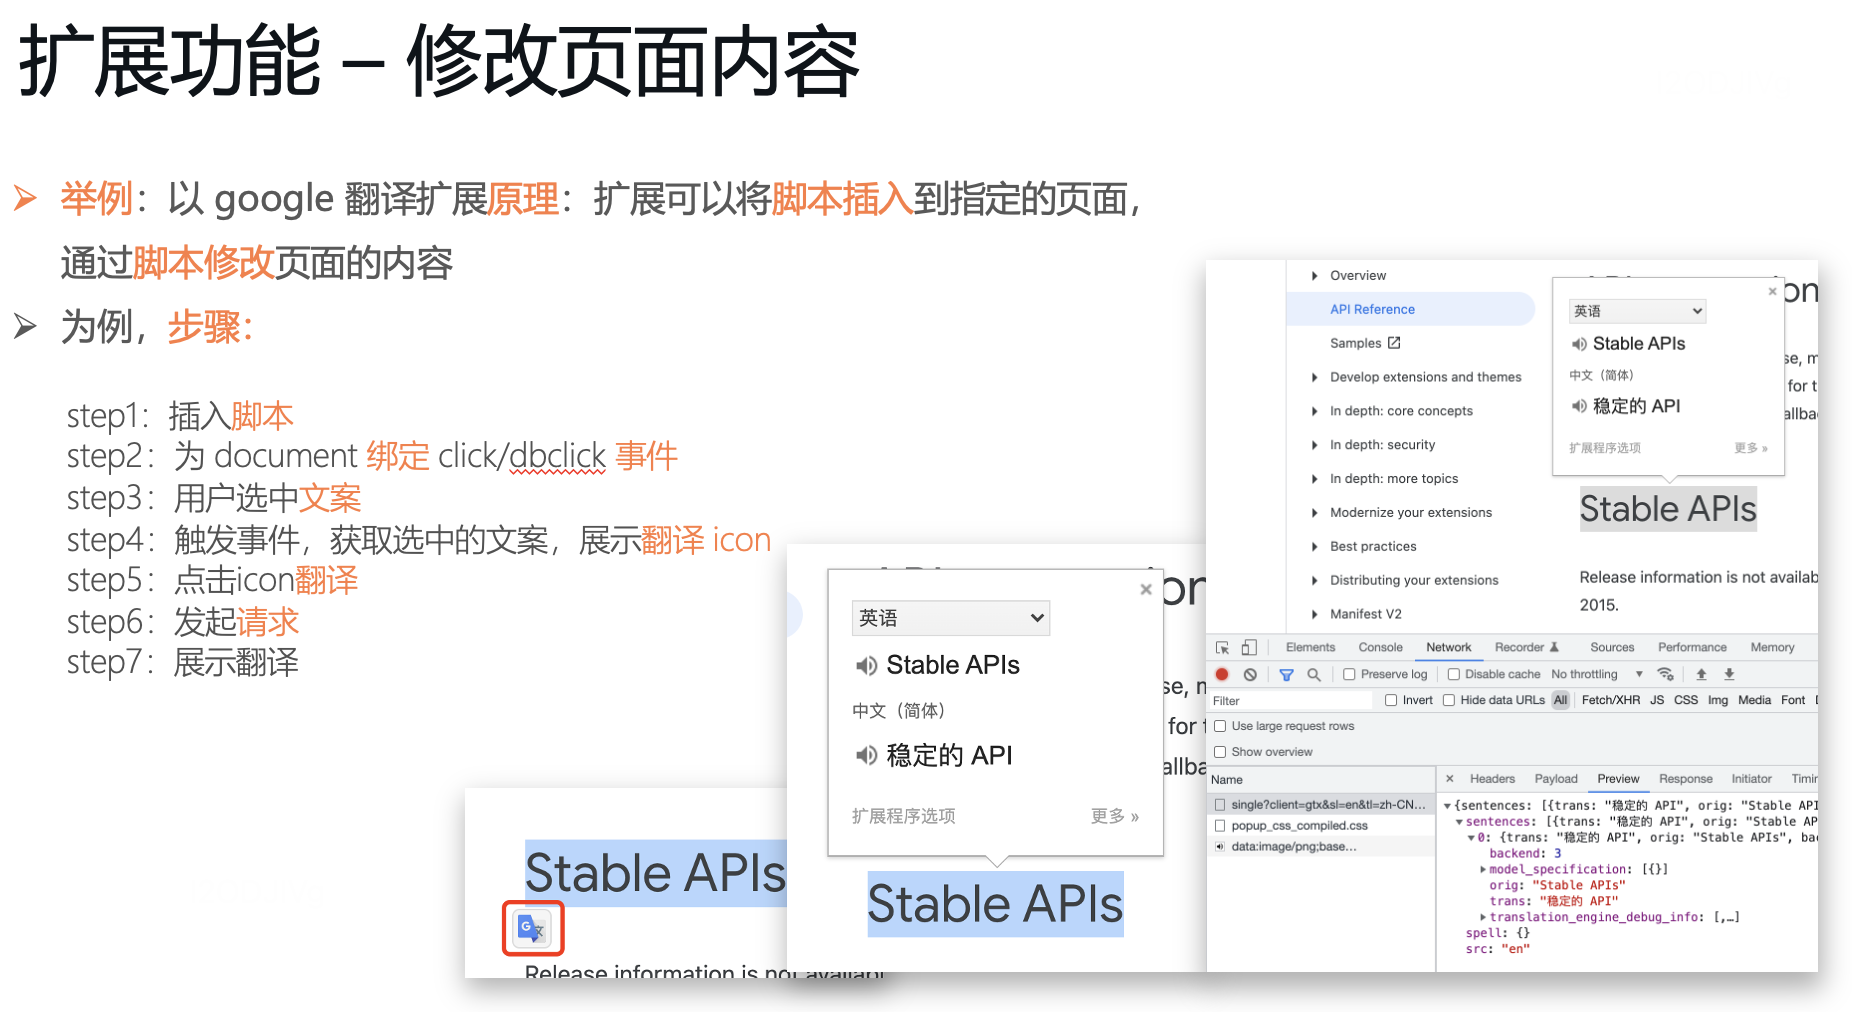 扩展功能 – 修改页面内容
➢ 举例：以 google 翻译扩展原理：扩展可以将脚本插入到指定的页面，
通过脚本修改页面的内容
➢ 为例，步骤：
step1：插入脚本
step2：为 document 绑定 click/dbclick 事件
step3：用户选中文案
step4：触发事件，获取选中的文案，展示翻译 icon
step5：点击icon翻译
step6：发起请求
step7：展示翻译
Stable APIs
Release information is not availabl
英语
Stable APIs
中文（简体）
稳定的 API
扩展程序选项 更多 »
Stable APIs
se, m
for t
allba
Overview
API Reference
Samples
Develop extensions and themes
In depth: core concepts
In depth: security
In depth: more topics
Modernize your extensions
Best practices
Distributing your extensions
Manifest V2
英语
Stable APIs
中文（简体）
稳定的 API
扩展程序选项 更多 »
on
se, m
for t
allba
Stable APIs
Release information is not availab
2015.
Elements Console Network Recorder Sources Performance Memory
Preserve log Disable cache No throttling
Filter Invert Hide data URLs All Fetch/XHR JS CSS Img Media Font
Use large request rows
Show overview
Name
single?client=gtx&sl=en&tl=zh-CN...
popup_css_compiled.css
data:image/png;base...
× Headers Payload Preview Response Initiator Timin
{sentences: [{trans: "稳定的 API", orig: "Stable API
sentences: [{trans: "稳定的 API", orig: "Stable AP
0: {trans: "稳定的 API", orig: "Stable APIs", bac
backend: 3
model_specification: [{}]
orig: "Stable APIs"
trans: "稳定的 API"
translation_engine_debug_info: [,…]
spell: {}
src: "en"